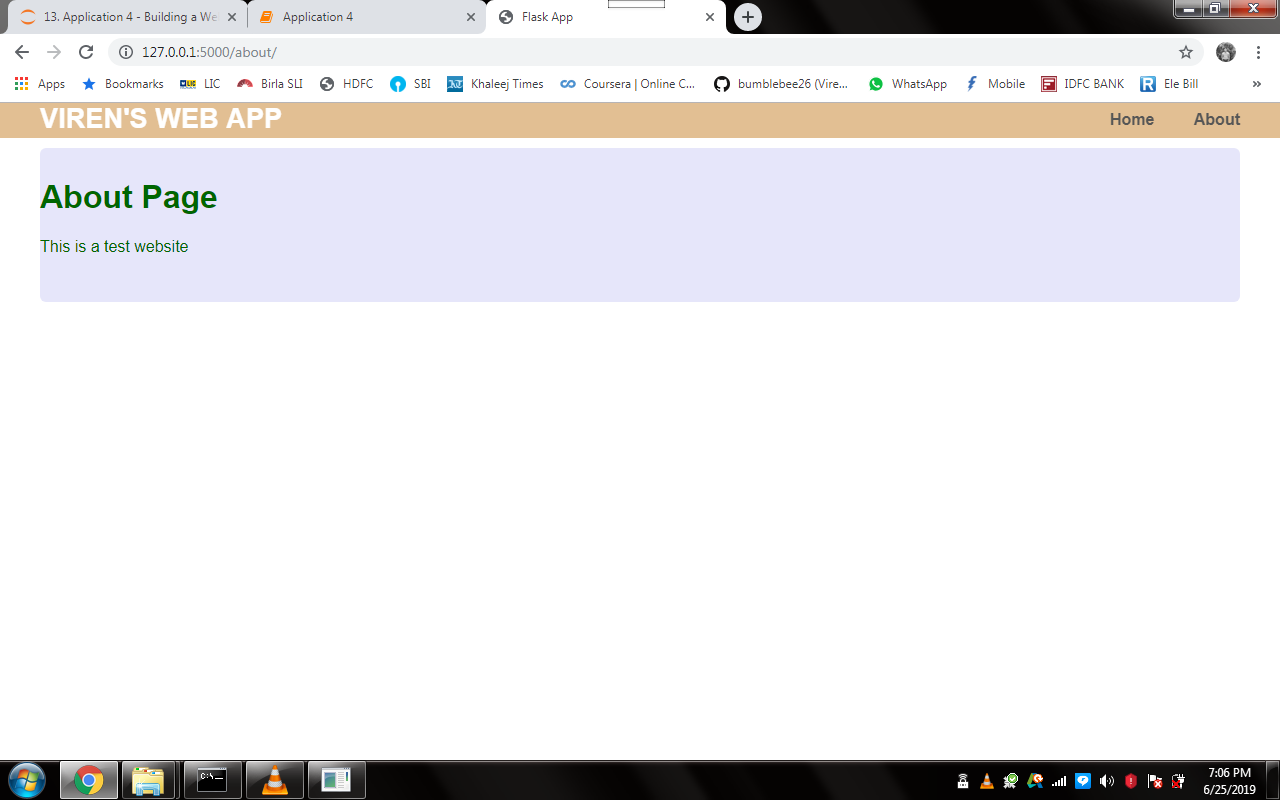 13. Application 4 - Building a We
Application 4
Flask App
127.0.0.1:5000/about/
Apps
Bookmarks
LIC
Birla SLI
HDFC
SBI
Khaleej Times
Coursera | Online C...
bumblebee26 (Vire...
WhatsApp
Mobile
IDFC BANK
Ele Bill
»
VIREN'S WEB APP
Home
About
About Page
This is a test website
7:06 PM
6/25/2019